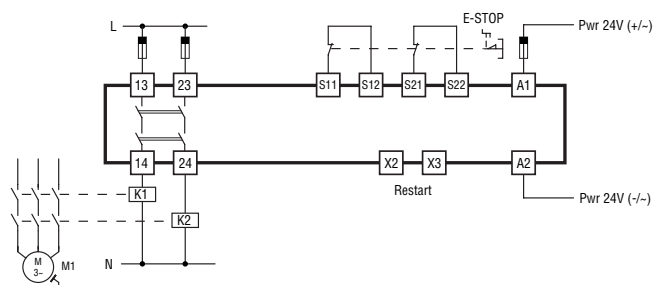 E-STOP
L
Pwr 24V (+/~)
13 23 S11 S12 S21 S22 A1
14 24 X2 X3 A2
Restart
K1
Pwr 24V (-/~)
K2
M
3~
M1
N